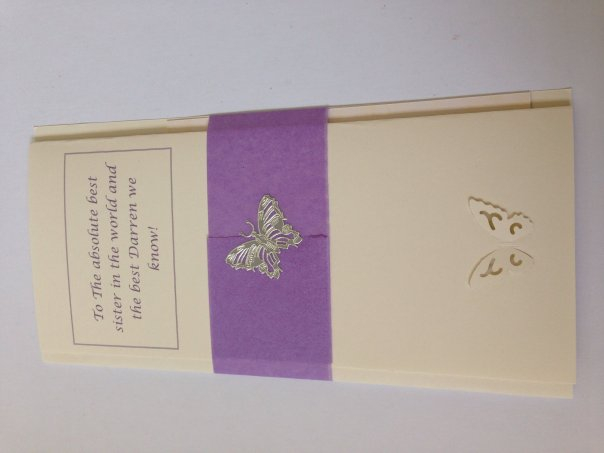 To The absolute best
sister in the world and
the best Darren we
know!